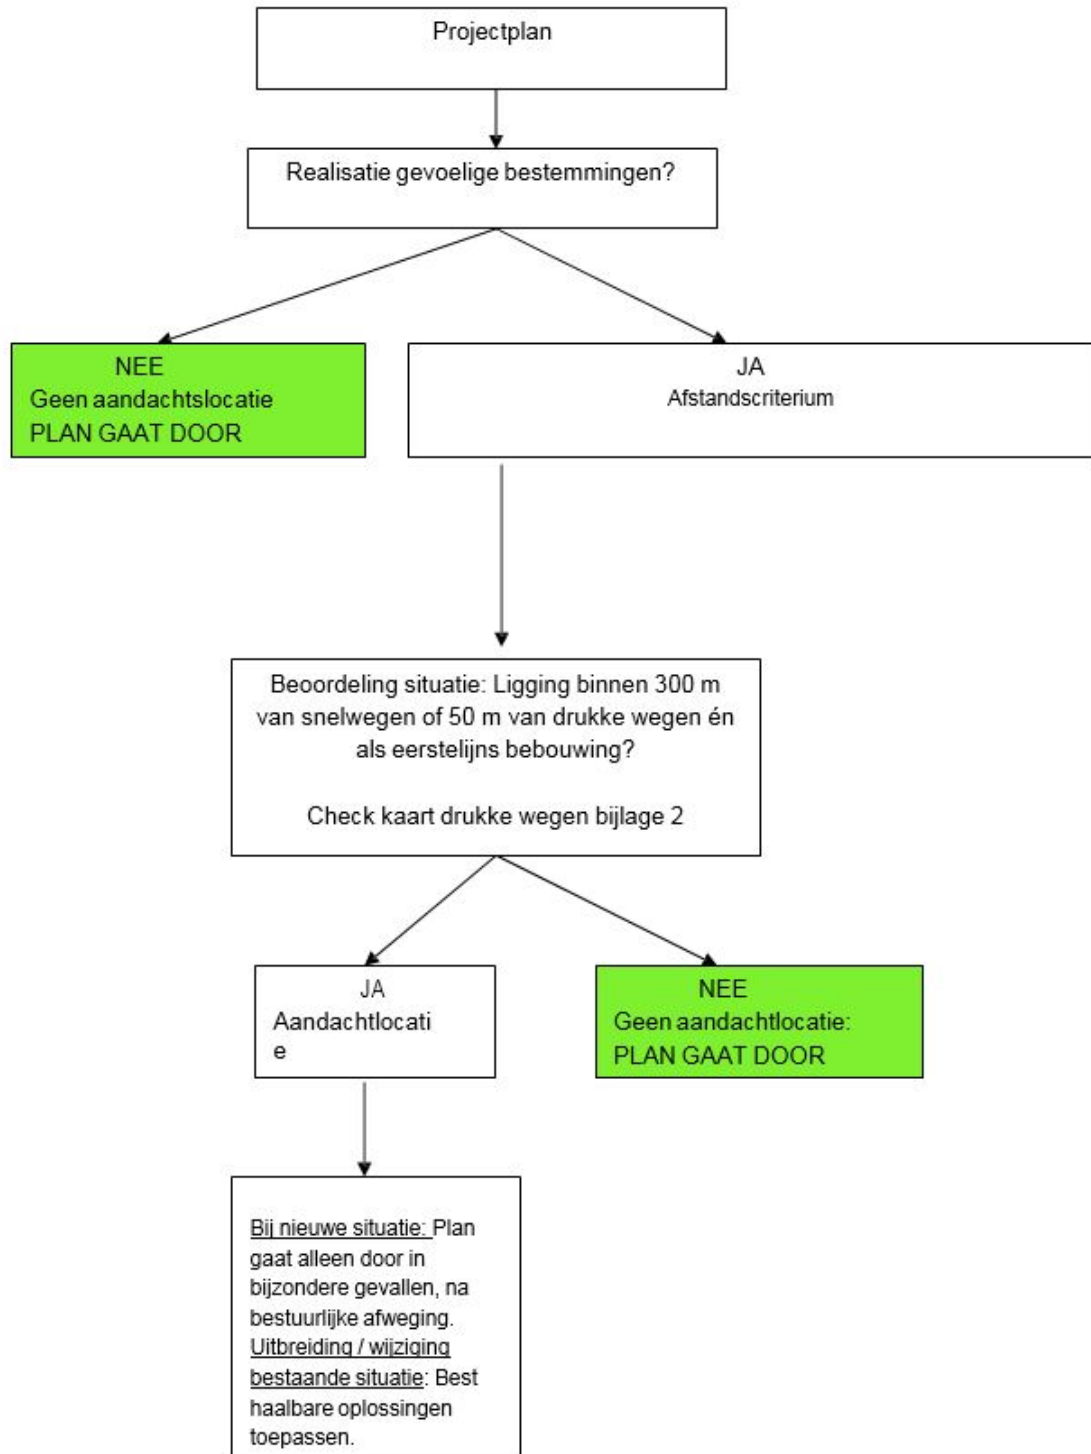 Projectplan
Realisatie gevoelige bestemmingen?
NEE
Geen aandachtslocatie
PLAN GAAT DOOR
JA
Afstandscriterium
Beoordeling situatie: Ligging binnen 300 m
van snelwegen of 50 m van drukke wegen én
als eerstelijns bebouwing?
Check kaart drukke wegen bijlage 2
JA
Aandachtlocati
e
NEE
Geen aandachtlocatie:
PLAN GAAT DOOR
Bij nieuwe situatie: Plan
gaat alleen door in
bijzondere gevallen, na
bestuurlijke afweging.
Uitbreiding / wijziging
bestaande situatie: Best
haalbare oplossingen
toepassen.